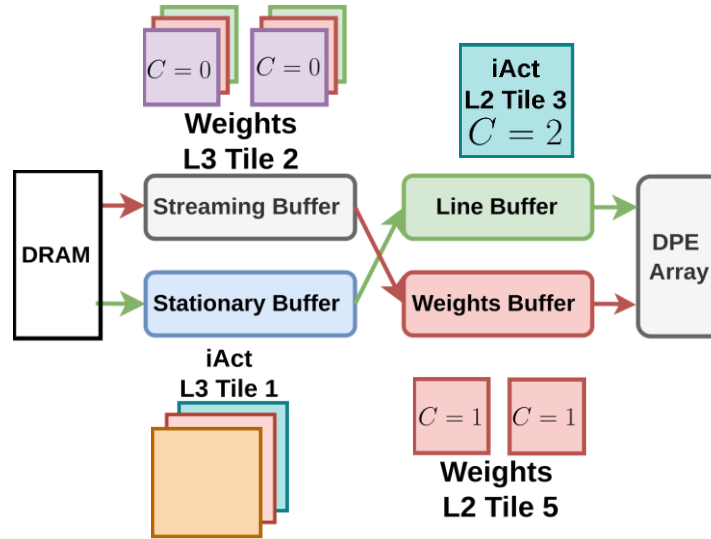 C = 0
C = 0
Weights
L3 Tile 2
iAct
L2 Tile 3
C = 2
DRAM
Streaming Buffer
Line Buffer
DPE
Array
Stationary Buffer
Weights Buffer
iAct
L3 Tile 1
C = 1
C = 1
Weights
L2 Tile 5